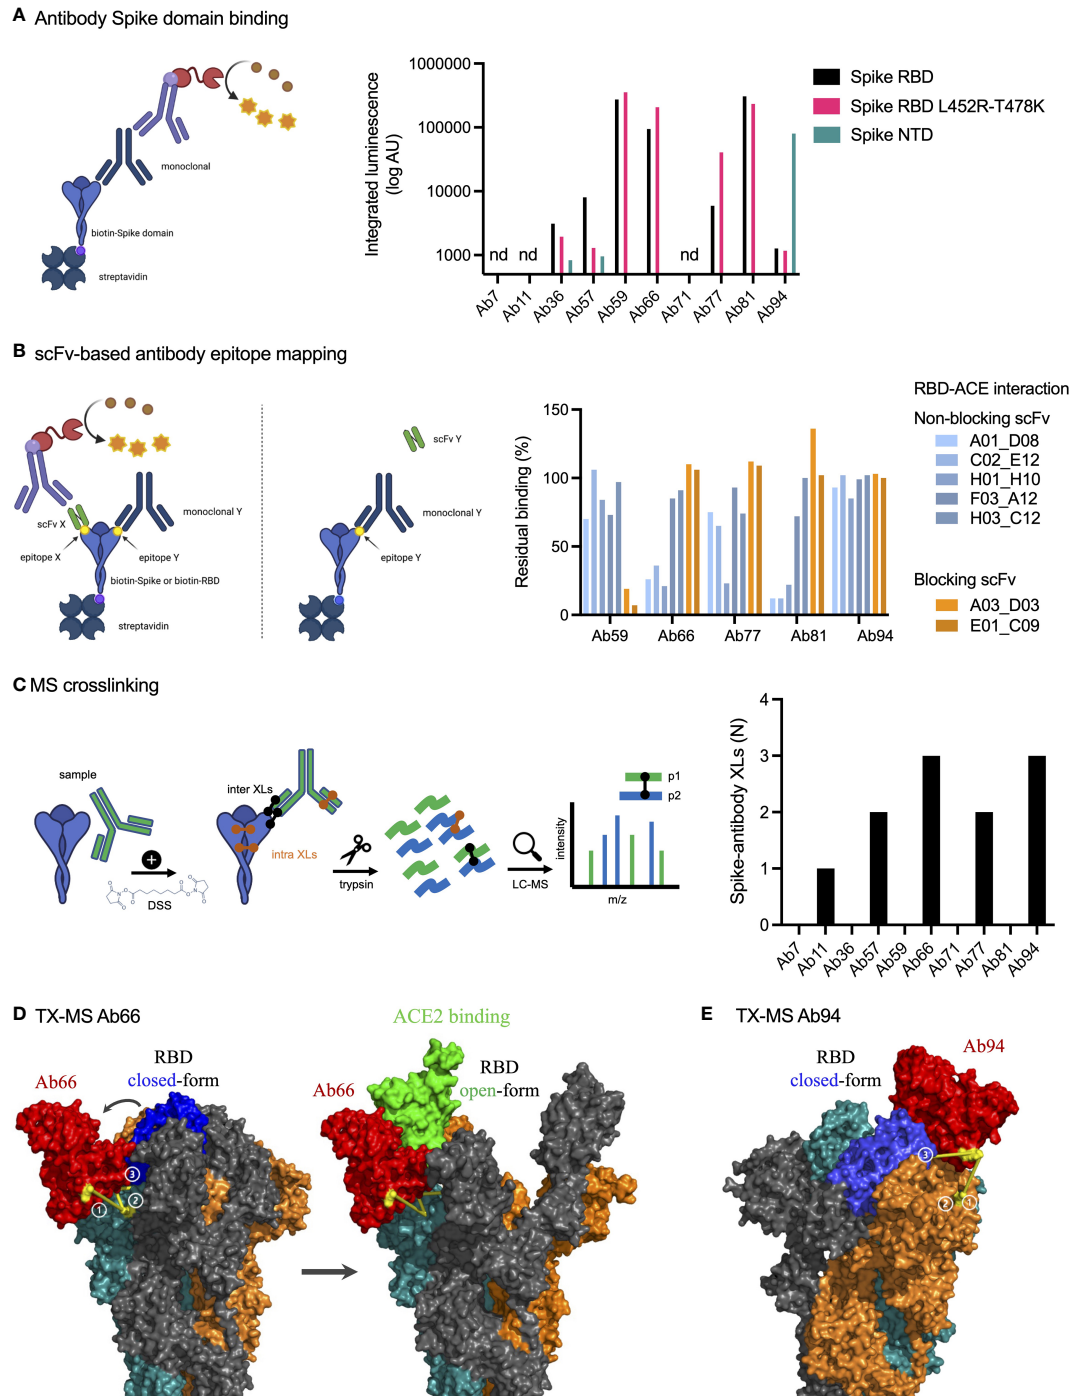 A Antibody Spike domain binding
monoclonal
biotin-Spike domain
streptavidin
Integrated luminescence
(log AU)
1000000
100000
10000
1000
nd nd nd
Ab7 Ab11 Ab36 Ab57 Ab59 Ab66 Ab71 Ab77 Ab81 Ab94
Spike RBD
Spike RBD L452R-T478K
Spike NTD
B scFv-based antibody epitope mapping
scFv X
monoclonal Y
epitope X
epitope Y
biotin-Spike or biotin-RBD
streptavidin
scFv Y
monoclonal Y
epitope Y
Residual binding (%)
150
100
50
0
Ab59 Ab66 Ab77 Ab81 Ab94
RBD-ACE interaction
Non-blocking scFv
A01_D08
C02_E12
H01_H10
F03_A12
H03_C12
Blocking scFv
A03_D03
E01_C09
C MS crosslinking
sample
+
DSS
inter XLs
intra XLs
trypsin
LC-MS
p1
p2
intensity
m/z
Spike-antibody XLs (N)
4
3
2
1
0
Ab7 Ab11 Ab36 Ab57 Ab59 Ab66 Ab71 Ab77 Ab81 Ab94
D TX-MS Ab66
Ab66
RBD
closed-form
3
2
1
ACE2 binding
Ab66
RBD
open-form
E TX-MS Ab94
RBD
closed-form
Ab94
3
2 1